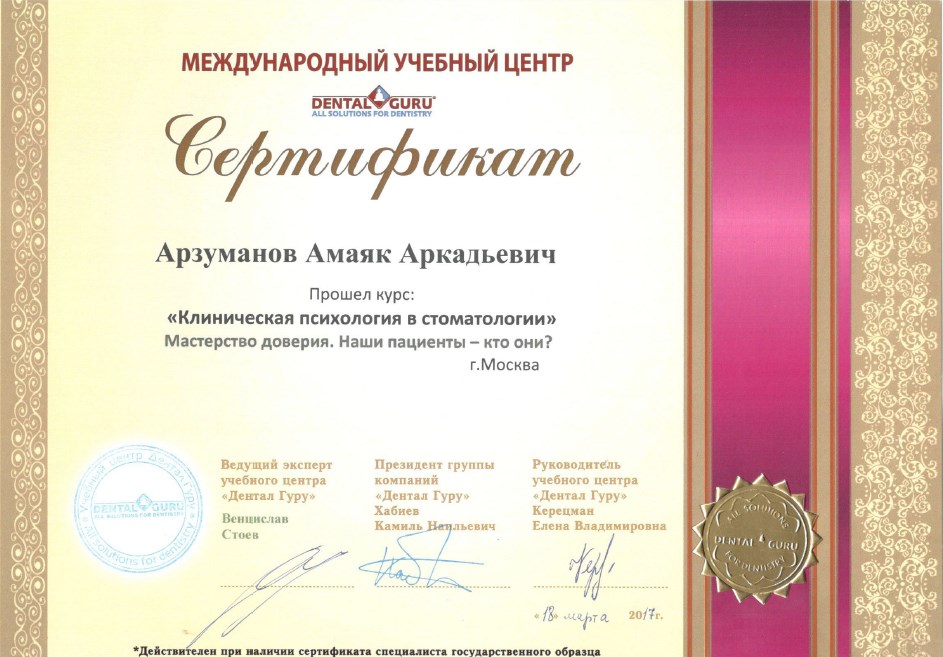 МЕЖДУНАРОДНЫЙ УЧЕБНЫЙ ЦЕНТР
DENTAL GURU®
ALL SOLUTIONS FOR DENTISTRY
Сертификат
Арзуманов Амаяк Аркадьевич
Прошел курс:
«Клиническая психология в стоматологии»
Мастерство доверия. Наши пациенты – кто они?
г.Москва
Учебный центр Дентал Гуру
DENTAL GURU
ALL SOLUTIONS FOR DENTISTRY
All solutions for dentistry
Ведущий эксперт
учебного центра
«Дентал Гуру»
Венцислав
Стоев
Президент группы
компаний
«Дентал Гуру»
Хабиев
Камиль Наильевич
Руководитель
учебного центра
«Дентал Гуру»
Керецман
Елена Владимировна
ALL SOLUTIONS
DENTAL GURU
FOR DENTISTRY
«18» марта 2017г.
*Действителен при наличии сертификата специалиста государственного образца